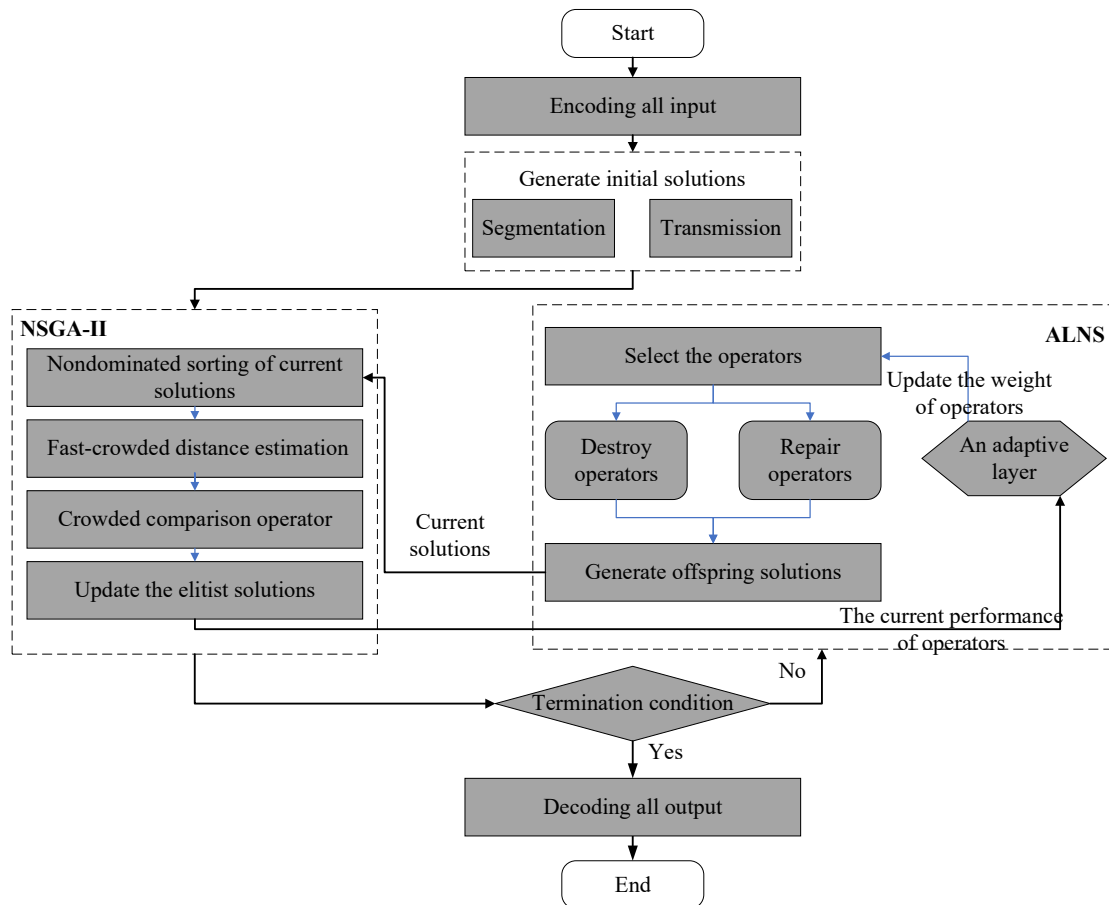 Start
Encoding all input
Generate initial solutions
Segmentation
Transmission
NSGA-II
Nondominated sorting of current
solutions
Fast-crowded distance estimation
Crowded comparison operator
Update the elitist solutions
Current
solutions
ALNS
Select the operators
Update the weight
of operators
Destroy
operators
Repair
operators
An adaptive
layer
Generate offspring solutions
The current performance
of operators
No
Termination condition
Yes
Decoding all output
End